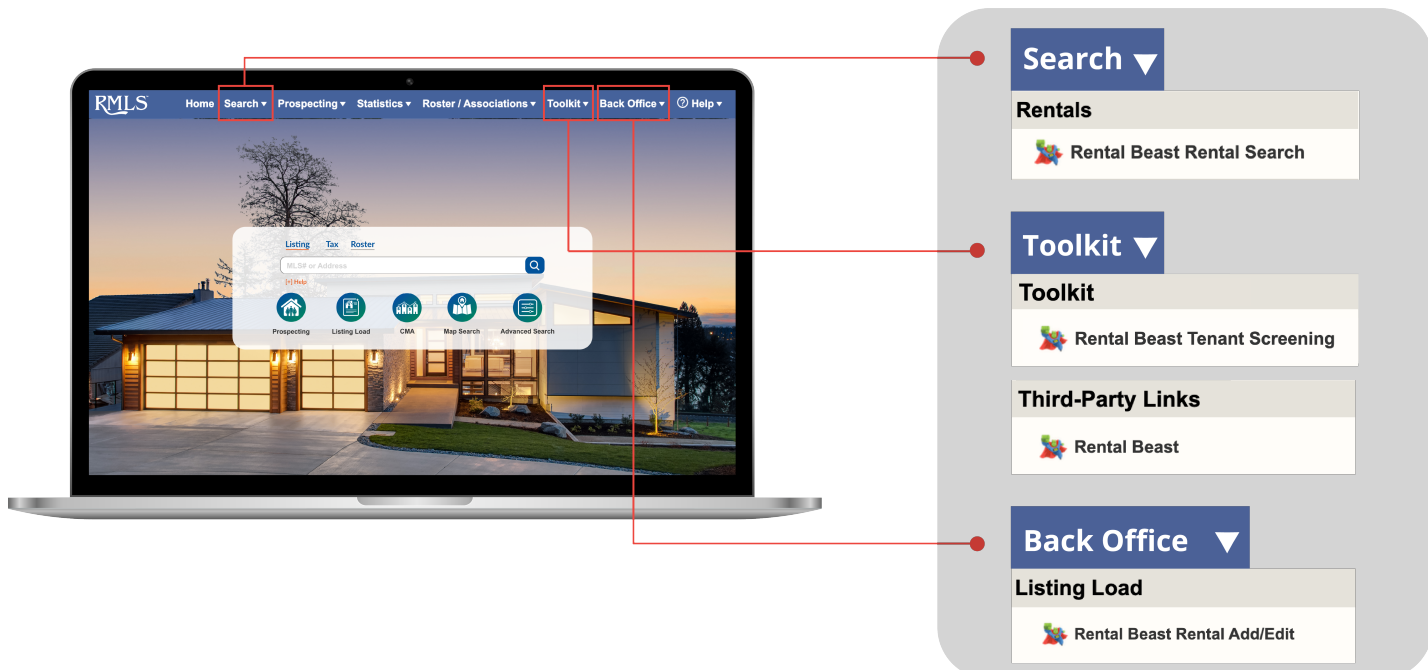 RMLS
Home Search ▾ Prospecting ▾ Statistics ▾ Roster / Associations ▾ Toolkit ▾ Back Office ▾ ? Help ▾
Listing Tax Roster
MLS# or Address
[+] Help
Prospecting Listing Load CMA Map Search Advanced Search
Search ▼
Rentals
Rental Beast Rental Search
Toolkit ▼
Toolkit
Rental Beast Tenant Screening
Third-Party Links
Rental Beast
Back Office ▼
Listing Load
Rental Beast Rental Add/Edit